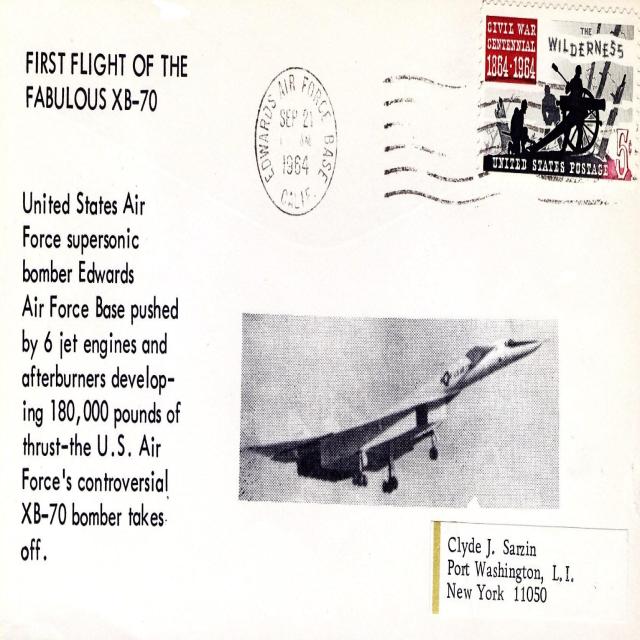 FIRST FLIGHT OF THE
FABULOUS XB-70
EDWARDS AIR FORCE BASE
SEP 21
AM
1964
CALIF.
CIVIL WAR
CENTENNIAL
1864-1964
THE
WILDERNESS
5¢
UNITED STATES POSTAGE
United States Air
Force supersonic
bomber Edwards
Air Force Base pushed
by 6 jet engines and
afterburners develop-
ing 180,000 pounds of
thrust-the U.S. Air
Force's controversial
XB-70 bomber takes
off.
Clyde J. Sarzin
Port Washington, L.I.
New York 11050